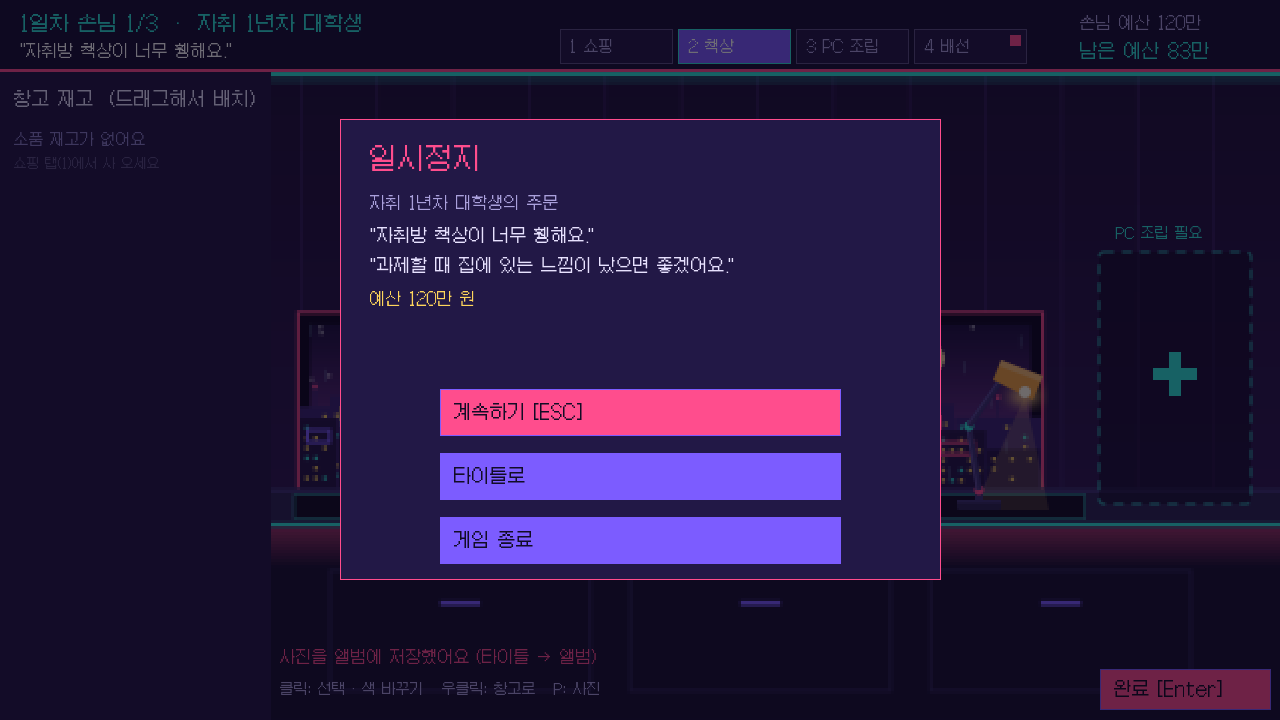 1일차 손님 1/3 · 자취 1년차 대학생
"자취방 책상이 너무 휑해요."
1 쇼핑
2 책상
3 PC 조립
4 배선
손님 예산 120만
남은 예산 83만
창고 재고 (드래그해서 배치)
소품 재고가 없어요
쇼핑 탭(1)에서 사 오세요
PC 조립 필요
일시정지
자취 1년차 대학생의 주문
"자취방 책상이 너무 휑해요."
"과제할 때 집에 있는 느낌이 났으면 좋겠어요."
예산 120만 원
계속하기 [ESC]
타이틀로
게임 종료
사진을 앨범에 저장했어요 (타이틀 → 앨범)
클릭: 선택 · 색 바꾸기 우클릭: 창고로 P: 사진
완료 [Enter]